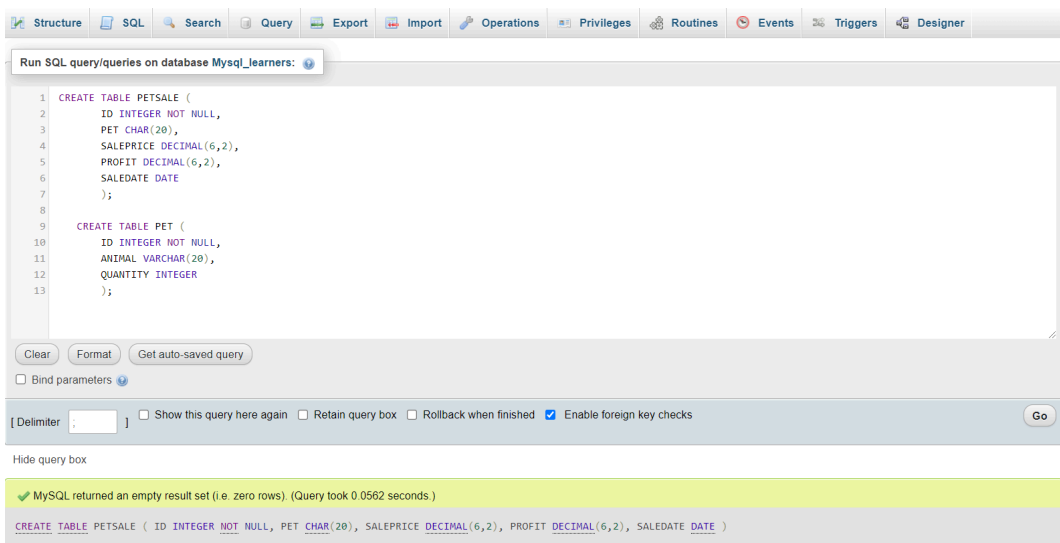 Structure SQL Search Query Export Import Operations Privileges Routines Events Triggers Designer
Run SQL query/queries on database Mysql_learners:
1 CREATE TABLE PETSALE (
2 ID INTEGER NOT NULL,
3 PET CHAR(20),
4 SALEPRICE DECIMAL(6,2),
5 PROFIT DECIMAL(6,2),
6 SALEDATE DATE
7 );
8
9 CREATE TABLE PET (
10 ID INTEGER NOT NULL,
11 ANIMAL VARCHAR(20),
12 QUANTITY INTEGER
13 );
Clear Format Get auto-saved query
Bind parameters
[ Delimiter ; ] Show this query here again Retain query box Rollback when finished Enable foreign key checks Go
Hide query box
MySQL returned an empty result set (i.e. zero rows). (Query took 0.0562 seconds.)
CREATE TABLE PETSALE ( ID INTEGER NOT NULL, PET CHAR(20), SALEPRICE DECIMAL(6,2), PROFIT DECIMAL(6,2), SALEDATE DATE )